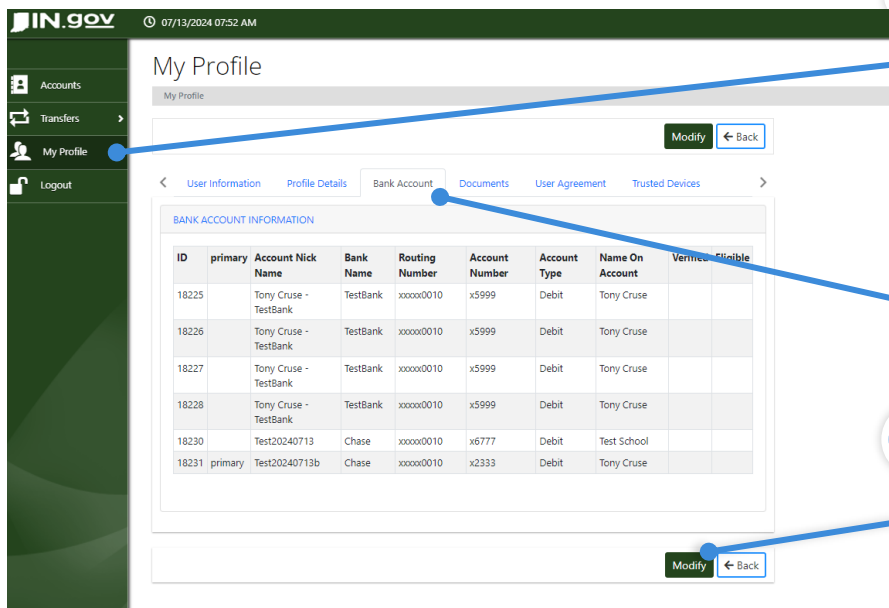 IN.gov
07/13/2024 07:52 AM
Accounts
Transfers
My Profile
Logout
My Profile
My Profile
Modify
Back
User Information Profile Details Bank Account Documents User Agreement Trusted Devices
BANK ACCOUNT INFORMATION
ID primary Account Nick Name Bank Name Routing Number Account Number Account Type Name On Account Verified Eligible
18225 Tony Cruse - TestBank TestBank xxxxx0010 x5999 Debit Tony Cruse
18226 Tony Cruse - TestBank TestBank xxxxx0010 x5999 Debit Tony Cruse
18227 Tony Cruse - TestBank TestBank xxxxx0010 x5999 Debit Tony Cruse
18228 Tony Cruse - TestBank TestBank xxxxx0010 x5999 Debit Tony Cruse
18230 Test20240713 Chase xxxxx0010 x6777 Debit Test School
18231 primary Test20240713b Chase xxxxx0010 x2333 Debit Tony Cruse
Modify
Back